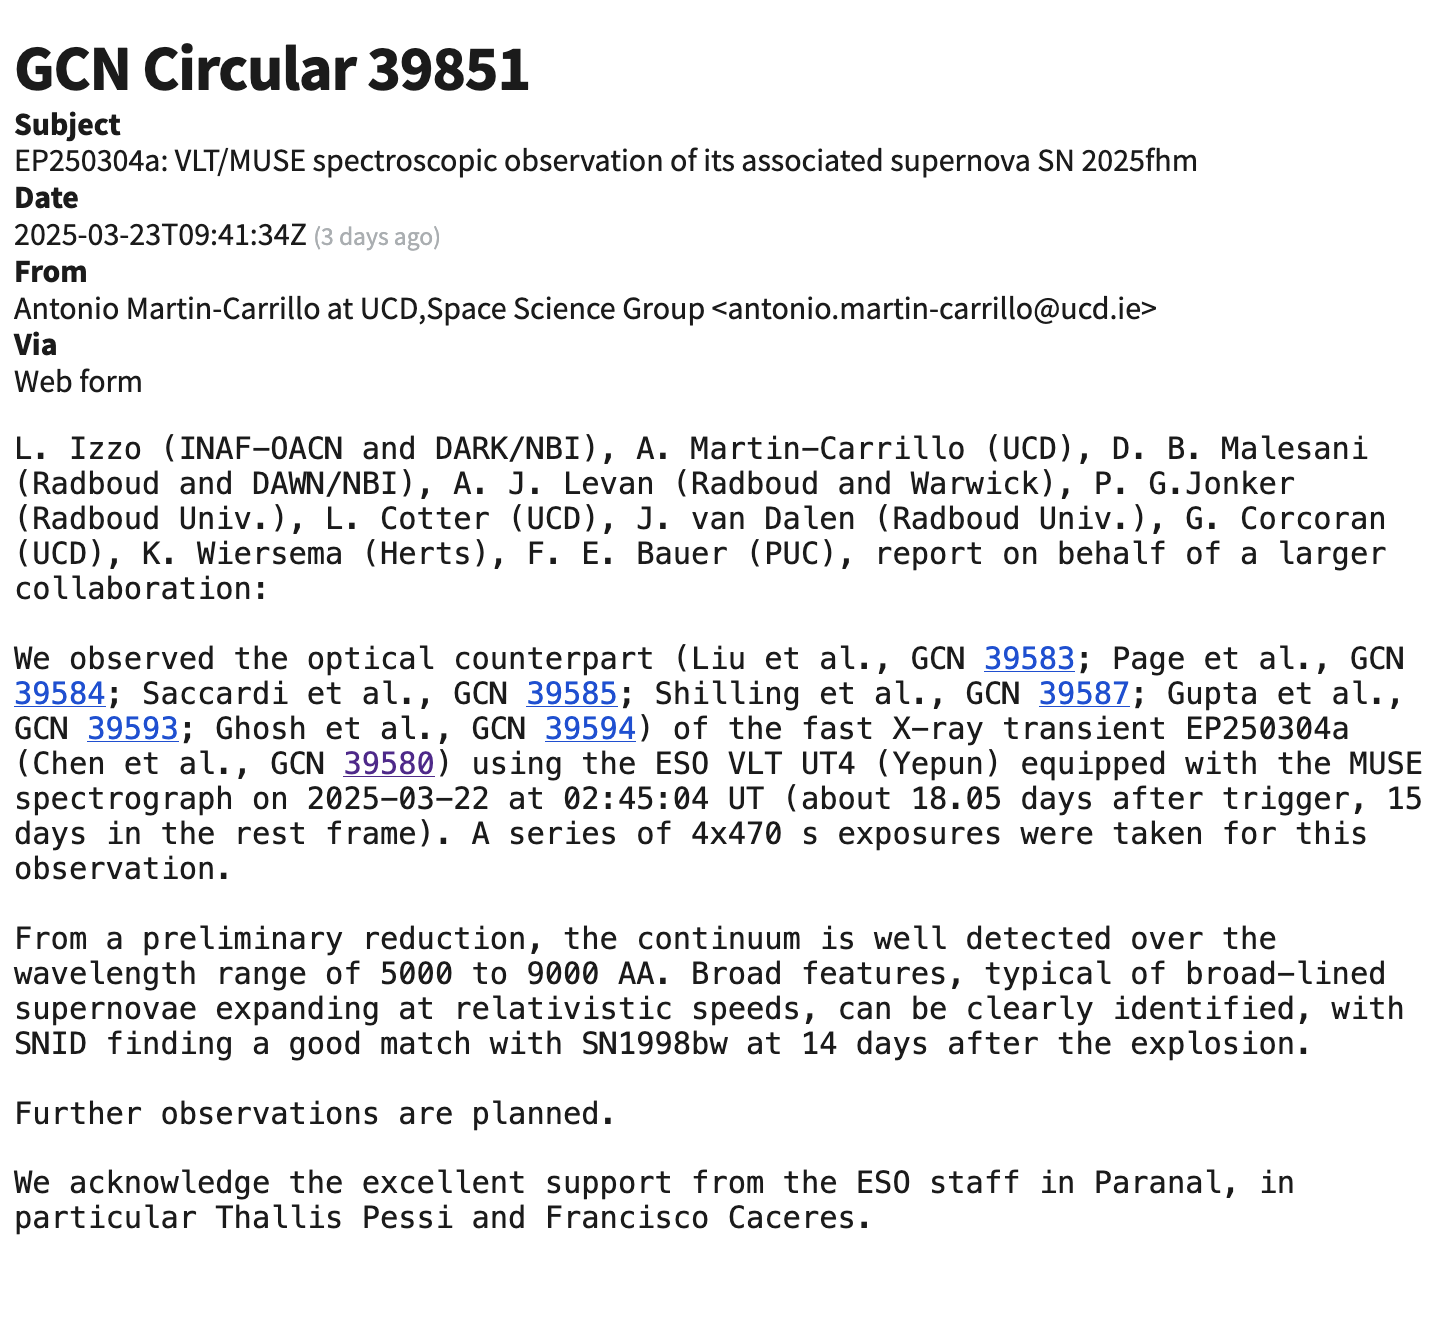 GCN Circular 39851
Subject
EP250304a: VLT/MUSE spectroscopic observation of its associated supernova SN 2025fhm
Date
2025-03-23T09:41:34Z (3 days ago)
From
Antonio Martin-Carrillo at UCD,Space Science Group <antonio.martin-carrillo@ucd.ie>
Via
Web form
L. Izzo (INAF-OACN and DARK/NBI), A. Martin-Carrillo (UCD), D. B. Malesani
(Radboud and DAWN/NBI), A. J. Levan (Radboud and Warwick), P. G.Jonker
(Radboud Univ.), L. Cotter (UCD), J. van Dalen (Radboud Univ.), G. Corcoran
(UCD), K. Wiersema (Herts), F. E. Bauer (PUC), report on behalf of a larger
collaboration:
We observed the optical counterpart (Liu et al., GCN 39583; Page et al., GCN
39584; Saccardi et al., GCN 39585; Shilling et al., GCN 39587; Gupta et al.,
GCN 39593; Ghosh et al., GCN 39594) of the fast X-ray transient EP250304a
(Chen et al., GCN 39580) using the ESO VLT UT4 (Yepun) equipped with the MUSE
spectrograph on 2025-03-22 at 02:45:04 UT (about 18.05 days after trigger, 15
days in the rest frame). A series of 4x470 s exposures were taken for this
observation.
From a preliminary reduction, the continuum is well detected over the
wavelength range of 5000 to 9000 AA. Broad features, typical of broad-lined
supernovae expanding at relativistic speeds, can be clearly identified, with
SNID finding a good match with SN1998bw at 14 days after the explosion.
Further observations are planned.
We acknowledge the excellent support from the ESO staff in Paranal, in
particular Thallis Pessi and Francisco Caceres.